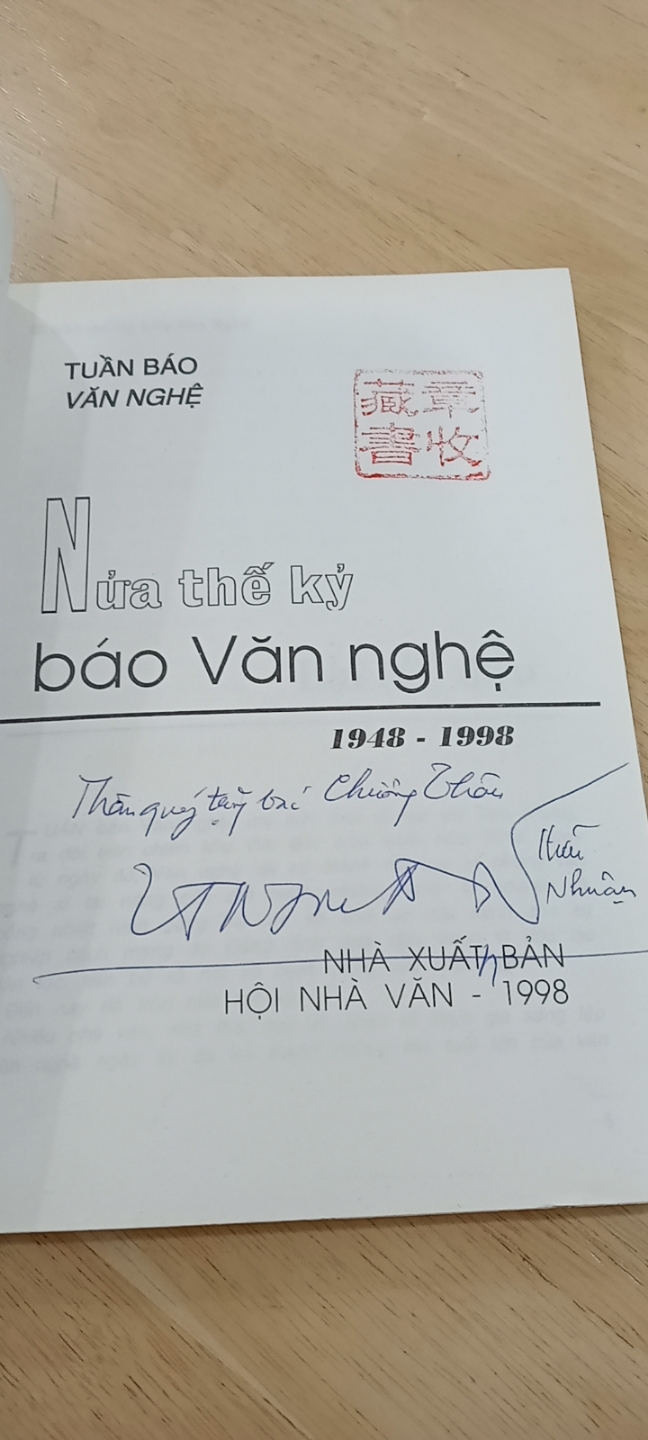 TUẦN BÁO
VĂN NGHỆ
藏章
書收
Nửa thế kỷ
báo Văn nghệ
1948 - 1998
Thân quý tặng bác Chương Thâu
Hữu
Nhuận
NHÀ XUẤT BẢN
HỘI NHÀ VĂN - 1998